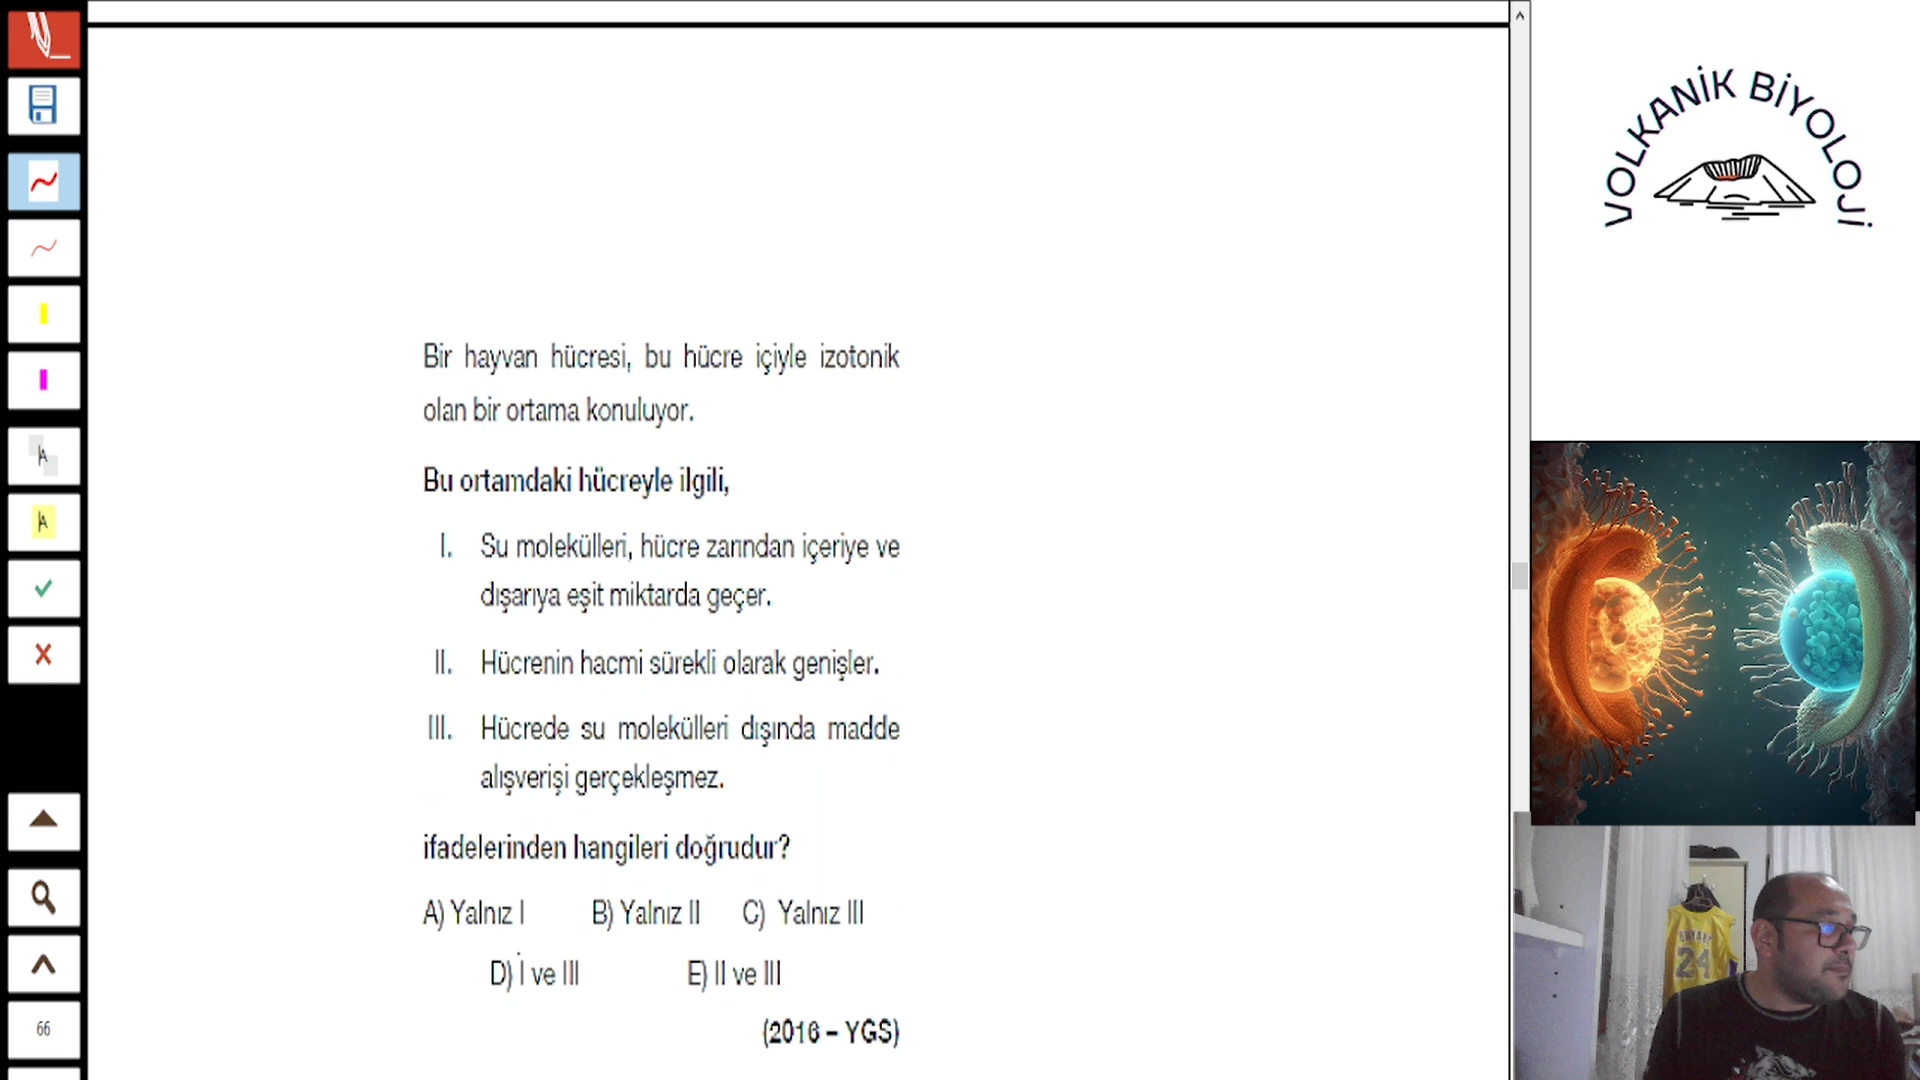 VOLKANİK BİYOLOJİ
Bir hayvan hücresi, bu hücre içiyle izotonik
olan bir ortama konuluyor.
Bu ortamdaki hücreyle ilgili,
I. Su molekülleri, hücre zarından içeriye ve
dışarıya eşit miktarda geçer.
II. Hücrenin hacmi sürekli olarak genişler.
III. Hücrede su molekülleri dışında madde
alışverişi gerçekleşmez.
ifadelerinden hangileri doğrudur?
A) Yalnız I B) Yalnız II C) Yalnız III
D) I ve III E) II ve III
(2016 – YGS)
A
A
66
BRYANT
24